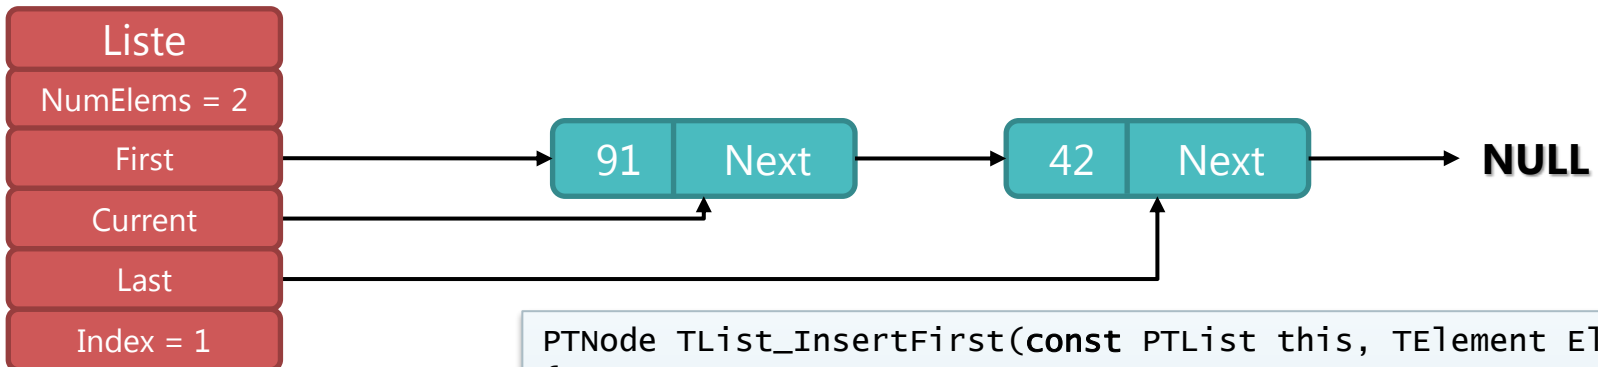 Liste
NumElems = 2
First
Current
Last
Index = 1
91 Next
42 Next
NULL
PTNode TList_InsertFirst(const PTList this, TElement